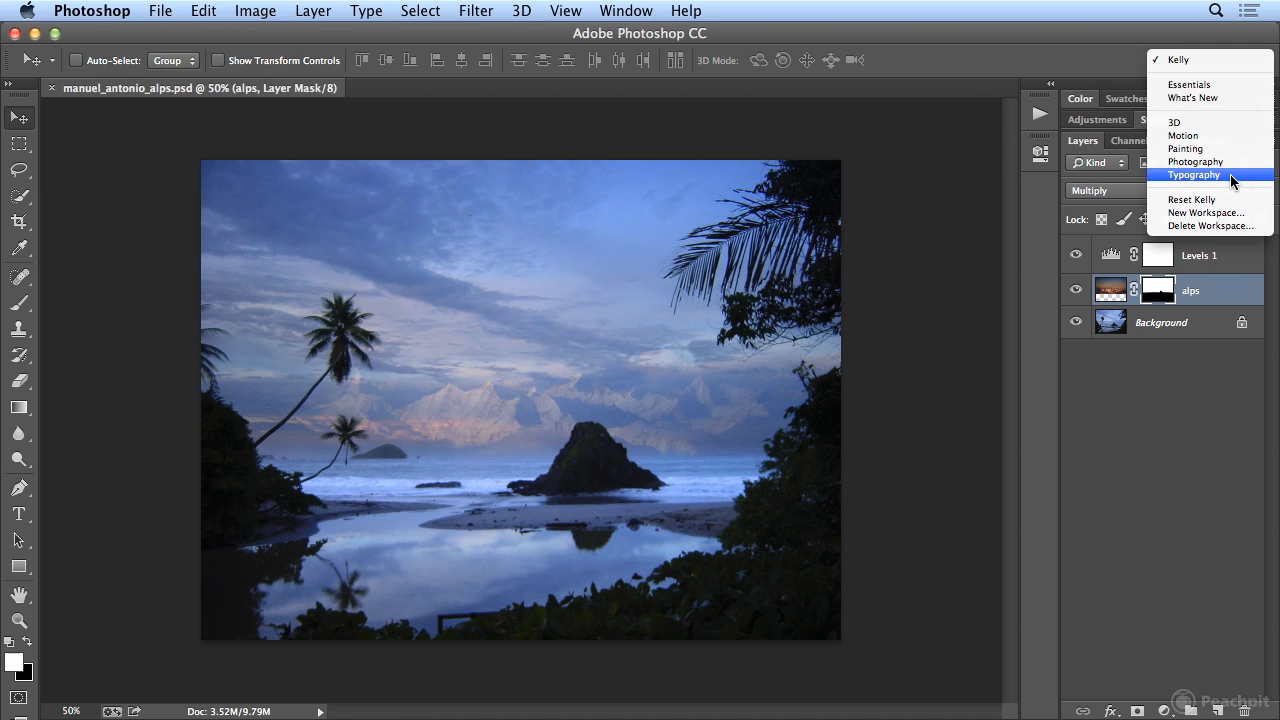 Photoshop File Edit Image Layer Type Select Filter 3D View Window Help
Adobe Photoshop CC
Auto-Select: Group Show Transform Controls 3D Mode:
× manuel_antonio_alps.psd @ 50% (alps, Layer Mask/8)
✓ Kelly
Essentials
What's New
3D
Motion
Painting
Photography
Typography
Reset Kelly
New Workspace...
Delete Workspace...
Color Swatches
Adjustments
Layers
Kind
Multiply
Lock:
Levels 1
alps
Background
T
50% Doc: 3.52M/9.79M
fx
Peachpit